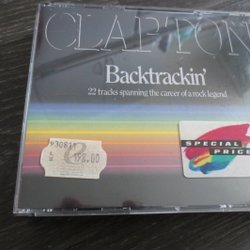 CLAPTON
Backtrackin'
22 tracks spanning the career of a rock legend
SPECIAL
PRICE